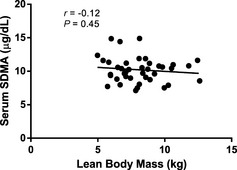 r = -0.12
P = 0.45
Serum SDMA (µg/dL)
20
15
10
5
0
0 5 10 15
Lean Body Mass (kg)